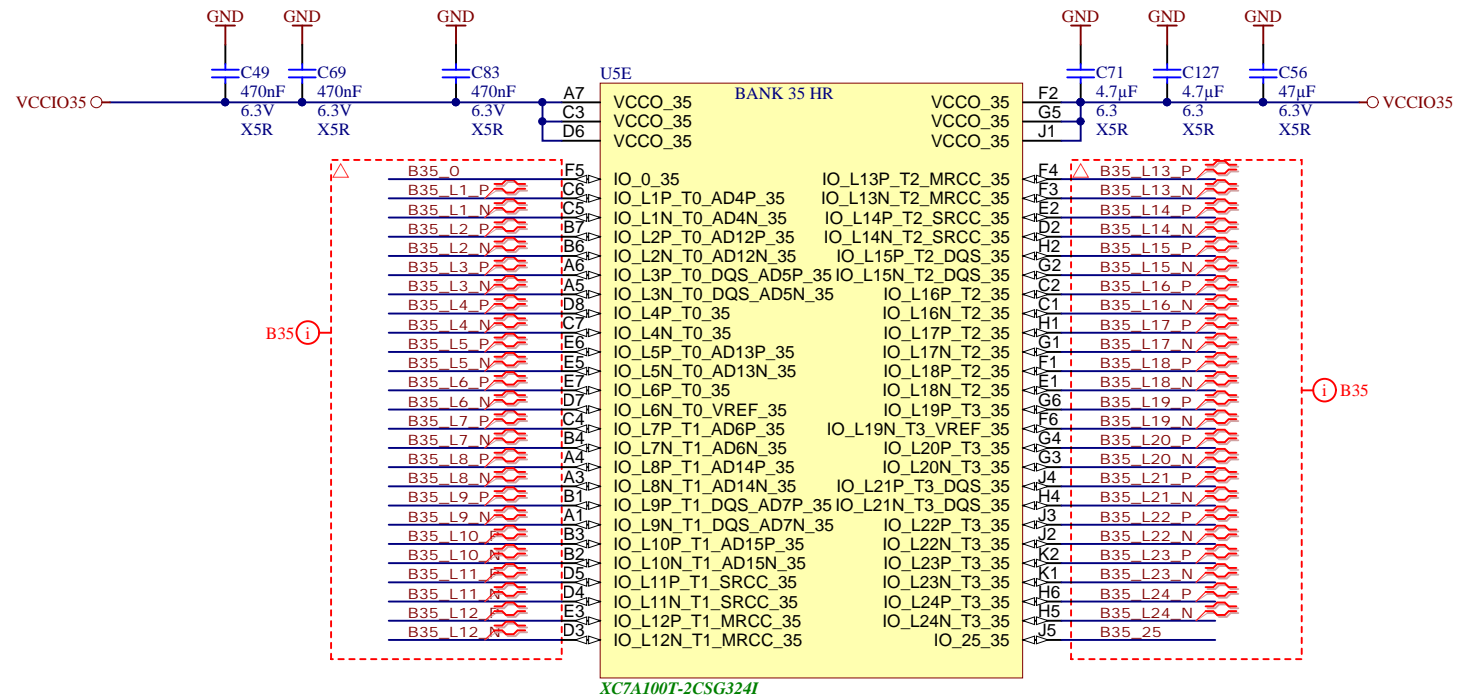 GND GND GND GND GND GND
C49 C69 C83 U5E C71 C127 C56
470nF 470nF 470nF 4.7µF 4.7µF 47µF
VCCIO35 A7 VCCO_35 BANK 35 HR VCCO_35 F2 VCCIO35
6.3V 6.3V 6.3V C3 VCCO_35 VCCO_35 G5 6.3 6.3 6.3V
X5R X5R X5R D6 VCCO_35 VCCO_35 J1 X5R X5R X5R
B35_0 F5 IO_0_35 IO_L13P_T2_MRCC_35 F4 B35_L13_P
B35_L1_P C6 IO_L1P_T0_AD4P_35 IO_L13N_T2_MRCC_35 F3 B35_L13_N
B35_L1_N C5 IO_L1N_T0_AD4N_35 IO_L14P_T2_SRCC_35 E2 B35_L14_P
B35_L2_P B7 IO_L2P_T0_AD12P_35 IO_L14N_T2_SRCC_35 D2 B35_L14_N
B35_L2_N B6 IO_L2N_T0_AD12N_35 IO_L15P_T2_DQS_35 H2 B35_L15_P
B35_L3_P A6 IO_L3P_T0_DQS_AD5P_35 IO_L15N_T2_DQS_35 G2 B35_L15_N
B35_L3_N A5 IO_L3N_T0_DQS_AD5N_35 IO_L16P_T2_35 C2 B35_L16_P
B35_L4_P D8 IO_L4P_T0_35 IO_L16N_T2_35 C1 B35_L16_N
B35 i B35_L4_N C7 IO_L4N_T0_35 IO_L17P_T2_35 H1 B35_L17_P
B35_L5_P E6 IO_L5P_T0_AD13P_35 IO_L17N_T2_35 G1 B35_L17_N
B35_L5_N E5 IO_L5N_T0_AD13N_35 IO_L18P_T2_35 F1 B35_L18_P
B35_L6_P E7 IO_L6P_T0_35 IO_L18N_T2_35 E1 B35_L18_N i B35
B35_L6_N D7 IO_L6N_T0_VREF_35 IO_L19P_T3_35 G6 B35_L19_P
B35_L7_P C4 IO_L7P_T1_AD6P_35 IO_L19N_T3_VREF_35 F6 B35_L19_N
B35_L7_N B4 IO_L7N_T1_AD6N_35 IO_L20P_T3_35 G4 B35_L20_P
B35_L8_P A4 IO_L8P_T1_AD14P_35 IO_L20N_T3_35 G3 B35_L20_N
B35_L8_N A3 IO_L8N_T1_AD14N_35 IO_L21P_T3_DQS_35 J4 B35_L21_P
B35_L9_P B1 IO_L9P_T1_DQS_AD7P_35 IO_L21N_T3_DQS_35 H4 B35_L21_N
B35_L9_N A1 IO_L9N_T1_DQS_AD7N_35 IO_L22P_T3_35 J3 B35_L22_P
B35_L10_P B3 IO_L10P_T1_AD15P_35 IO_L22N_T3_35 J2 B35_L22_N
B35_L10_N B2 IO_L10N_T1_AD15N_35 IO_L23P_T3_35 K2 B35_L23_P
B35_L11_P D5 IO_L11P_T1_SRCC_35 IO_L23N_T3_35 K1 B35_L23_N
B35_L11_N D4 IO_L11N_T1_SRCC_35 IO_L24P_T3_35 H6 B35_L24_P
B35_L12_P E3 IO_L12P_T1_MRCC_35 IO_L24N_T3_35 H5 B35_L24_N
B35_L12_N D3 IO_L12N_T1_MRCC_35 IO_25_35 J5 B35_25
XC7A100T-2CSG324I